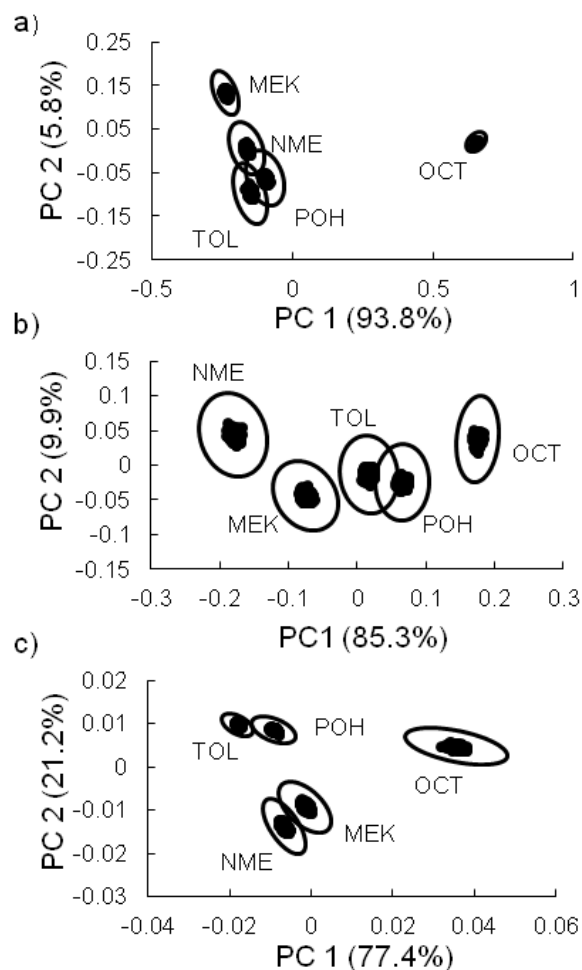 a)
PC 2 (5.8%)
0.25
0.15
0.05
-0.05
-0.15
-0.25
MEK
NME
POH
TOL
OCT
-0.5 0 0.5 1
PC 1 (93.8%)
b)
PC 2 (9.9%)
0.15
0.1
0.05
0
-0.05
-0.1
-0.15
NME
TOL
OCT
MEK
POH
-0.3 -0.2 -0.1 0 0.1 0.2 0.3
PC1 (85.3%)
c)
PC 2 (21.2%)
0.02
0.01
0
-0.01
-0.02
-0.03
TOL
POH
OCT
MEK
NME
-0.04 -0.02 0 0.02 0.04 0.06
PC 1 (77.4%)